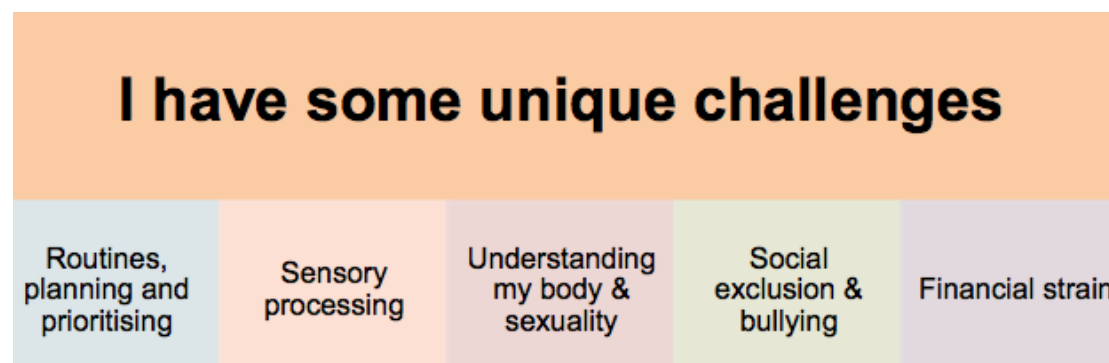 I have some unique challenges
Routines,
planning and
prioritising
Sensory
processing
Understanding
my body &
sexuality
Social
exclusion &
bullying
Financial strain